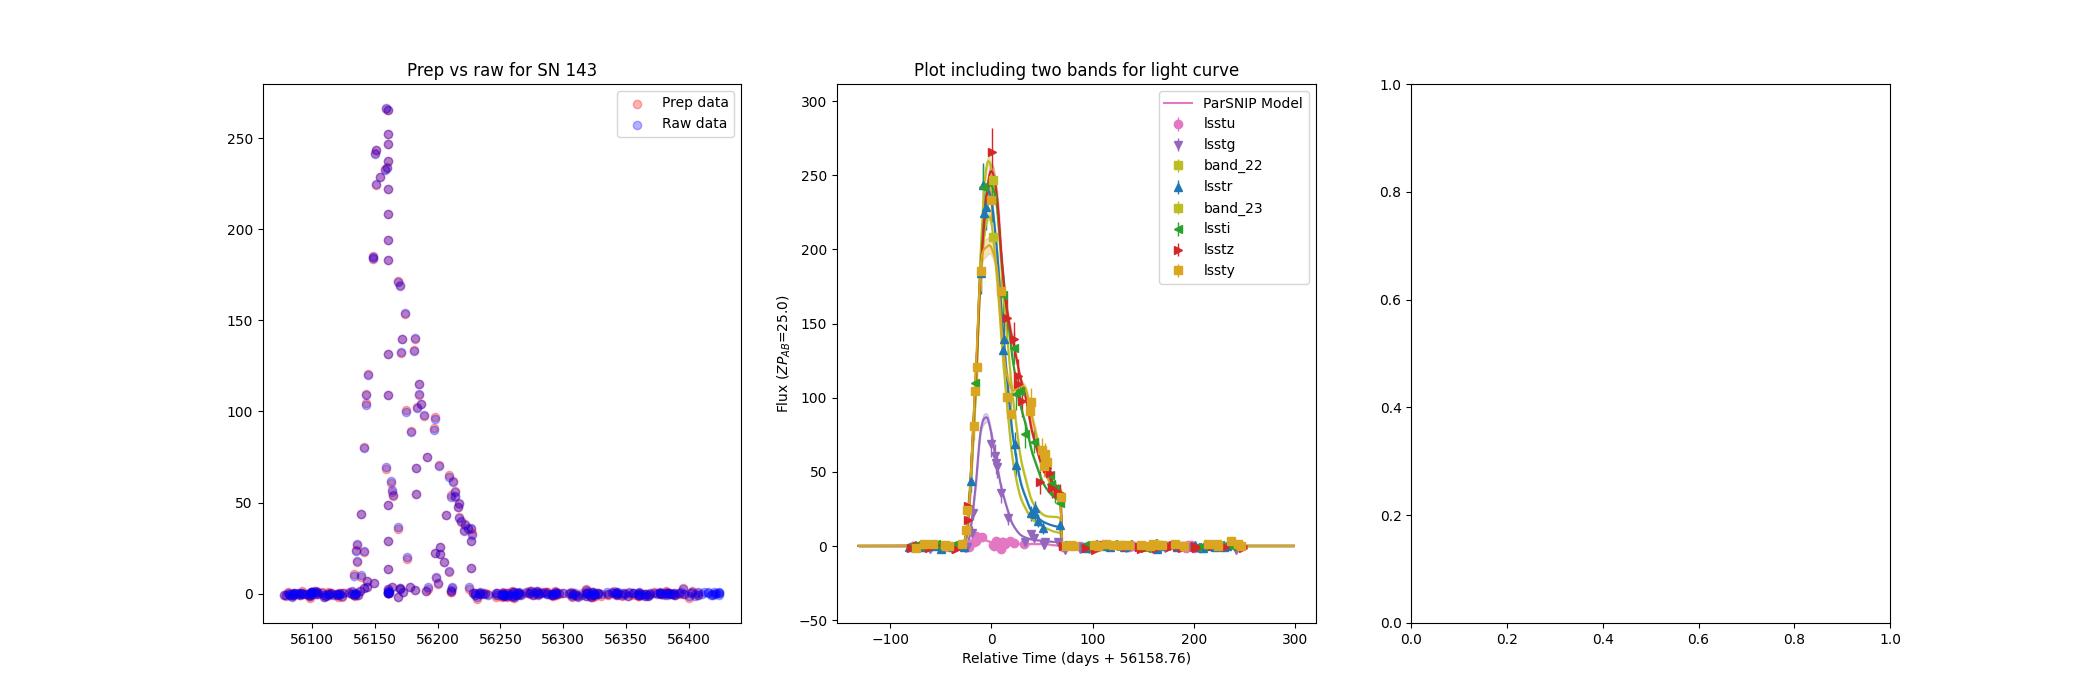 Prep vs raw for SN 143
Prep data
Raw data
250
200
150
100
50
0
56100 56150 56200 56250 56300 56350 56400
Plot including two bands for light curve
ParSNIP Model
lsstu
lsstg
band_22
lsstr
band_23
lssti
lsstz
lssty
Flux (ZP_AB=25.0)
300
250
200
150
100
50
0
−50
−100 0 100 200 300
Relative Time (days + 56158.76)
1.0
0.8
0.6
0.4
0.2
0.0
0.0 0.2 0.4 0.6 0.8 1.0